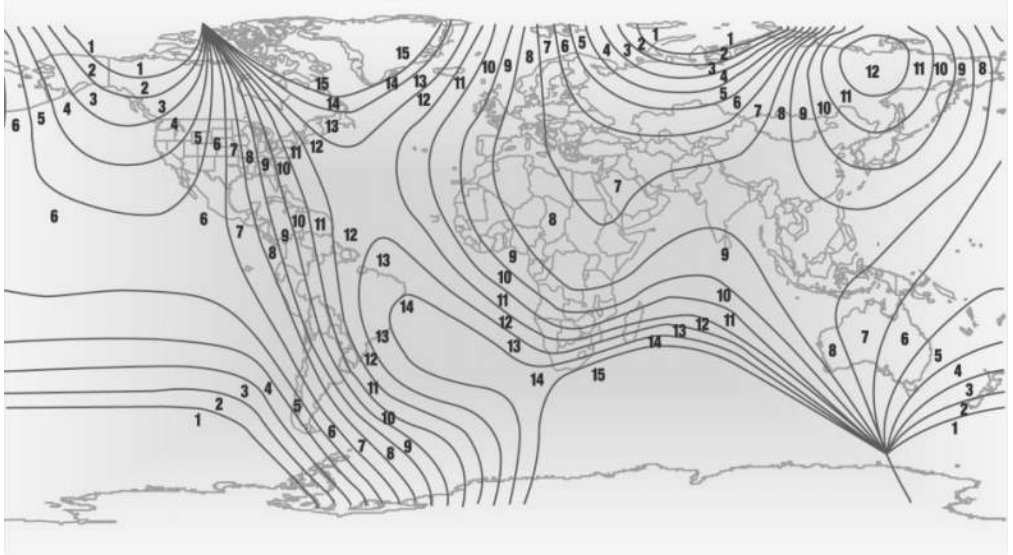 1 1 15 7 6 5 4 3 2 1 1
2 1 15 14 13 11 10 9 8 2 12 11 10 9 8
3 2 14 12 3 4
4 3 5 6 11
6 5 4 13 7 8 9 10
5 6 7 8 9 10 11 12
7
6 6 7 8 9 10 11 12 8
13 9 9
10
11 10
14 12 11
13 12 13 14
13 12 15 14 8 7 6 5
4 11 3 4
2 3 5 10 3
1 6 7 8 9 2
1